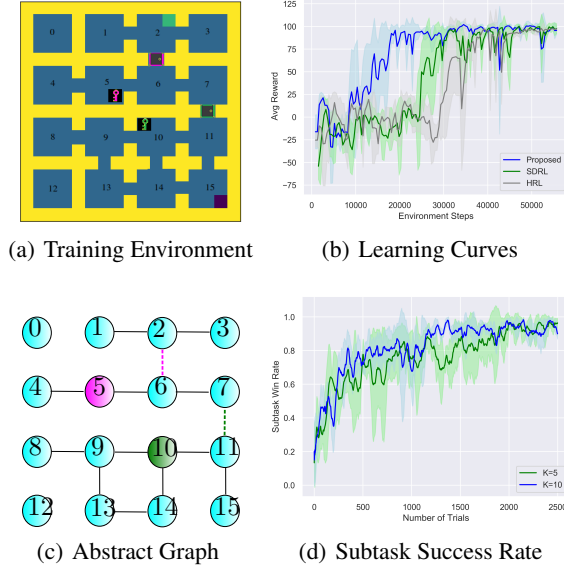 0 1 2 3
4 5 6 7
8 9 10 11
12 13 14 15
(a) Training Environment
125
100
75
50
25
0
−25
−50
−75
Avg Reward
Proposed
SDRL
HRL
0 10000 20000 30000 40000 50000
Environment Steps
(b) Learning Curves
0 1 2 3
4 5 6 7
8 9 10 11
12 13 14 15
(c) Abstract Graph
1.0
0.8
0.6
0.4
0.2
0.0
Subtask Win Rate
K=5
K=10
0 500 1000 1500 2000 2500
Number of Trials
(d) Subtask Success Rate